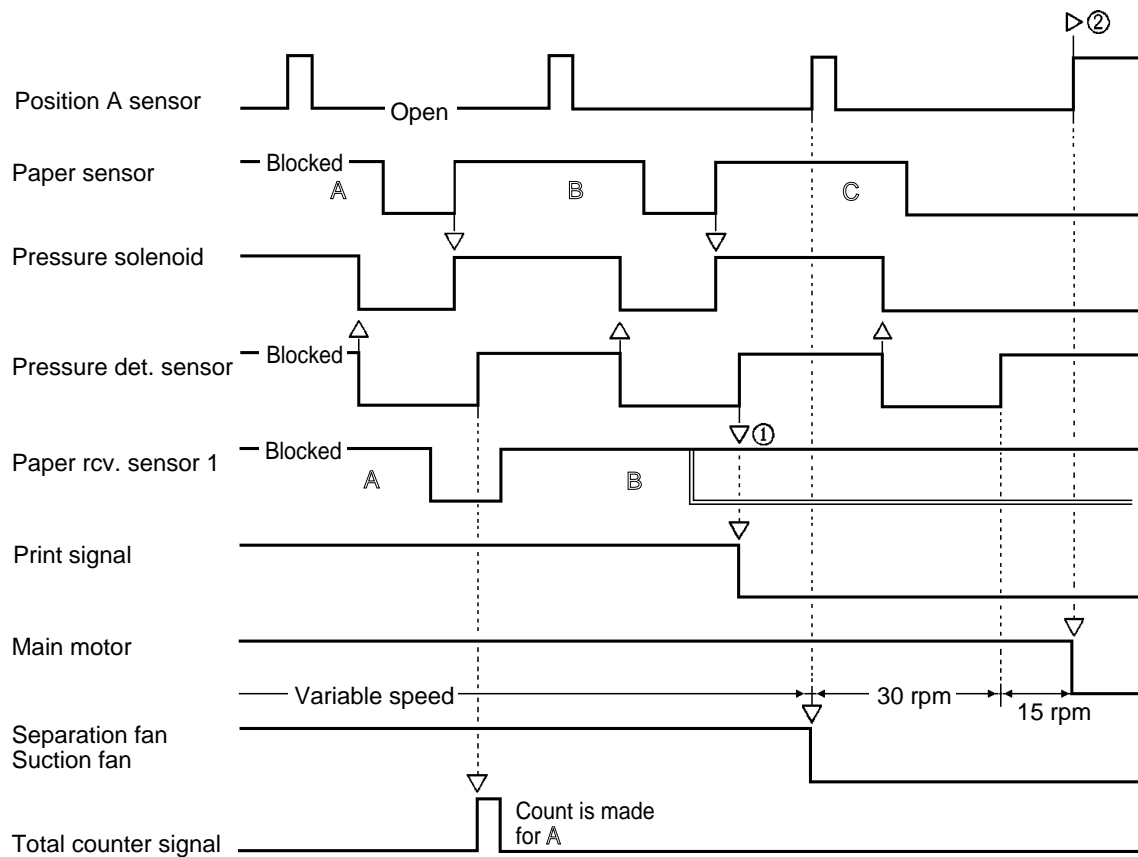 ②
Position A sensor
Open
Paper sensor
Blocked
A
B
C
Pressure solenoid
Pressure det. sensor
Blocked
①
Paper rcv. sensor 1
Blocked
A
B
Print signal
Main motor
Variable speed
30 rpm
15 rpm
Separation fan
Suction fan
Count is made
for A
Total counter signal